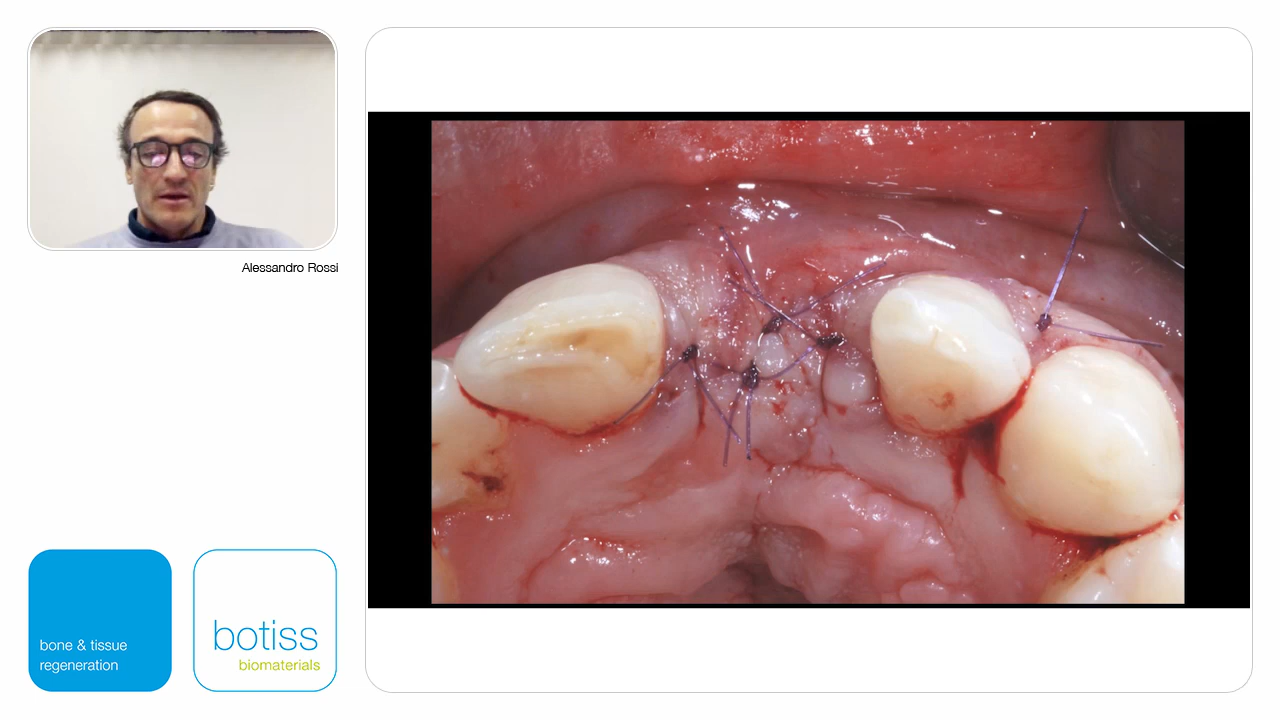 Alessandro Rossi
bone & tissue
regeneration
botiss
biomaterials